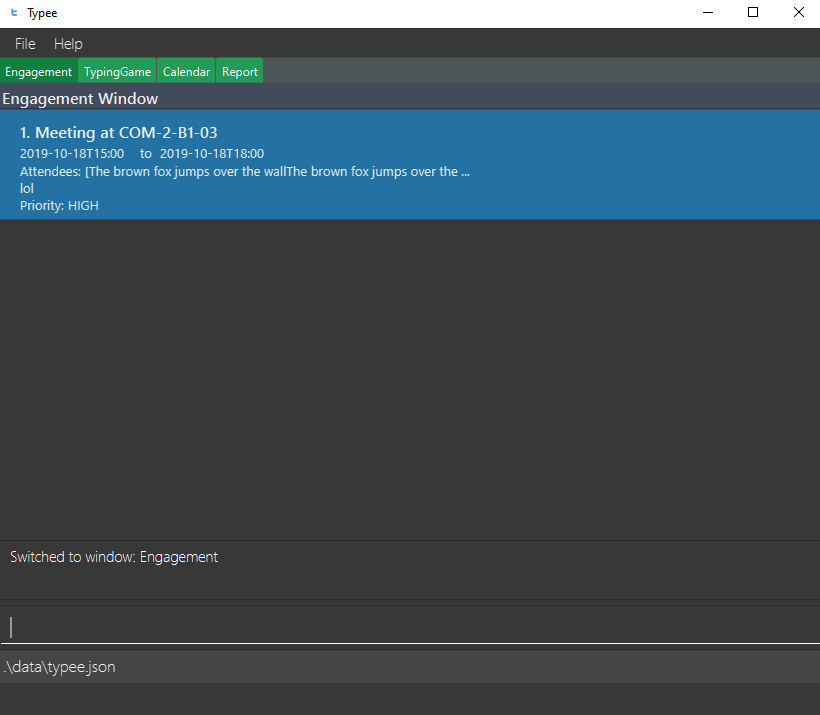 Typee
File Help
Engagement TypingGame Calendar Report
Engagement Window
1. Meeting at COM-2-B1-03
2019-10-18T15:00 to 2019-10-18T18:00
Attendees: [The brown fox jumps over the wallThe brown fox jumps over the ...
lol
Priority: HIGH
Switched to window: Engagement
.\data\typee.json